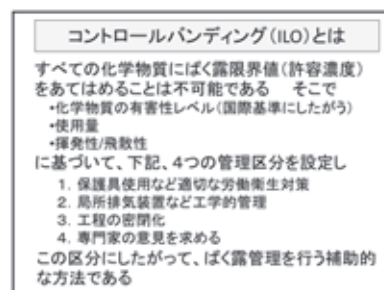 コントロールバンディング(ILO)とは
すべての化学物質にばく露限界値(許容濃度)
をあてはめることは不可能である　そこで
・化学物質の有害性レベル(国際基準にしたがう)
・使用量
・揮発性/飛散性
に基づいて、下記、4つの管理区分を設定し
1. 保護具使用など適切な労働衛生対策
2. 局所排気装置など工学的管理
3. 工程の密閉化
4. 専門家の意見を求める
この区分にしたがって、ばく露管理を行う補助的
な方法である